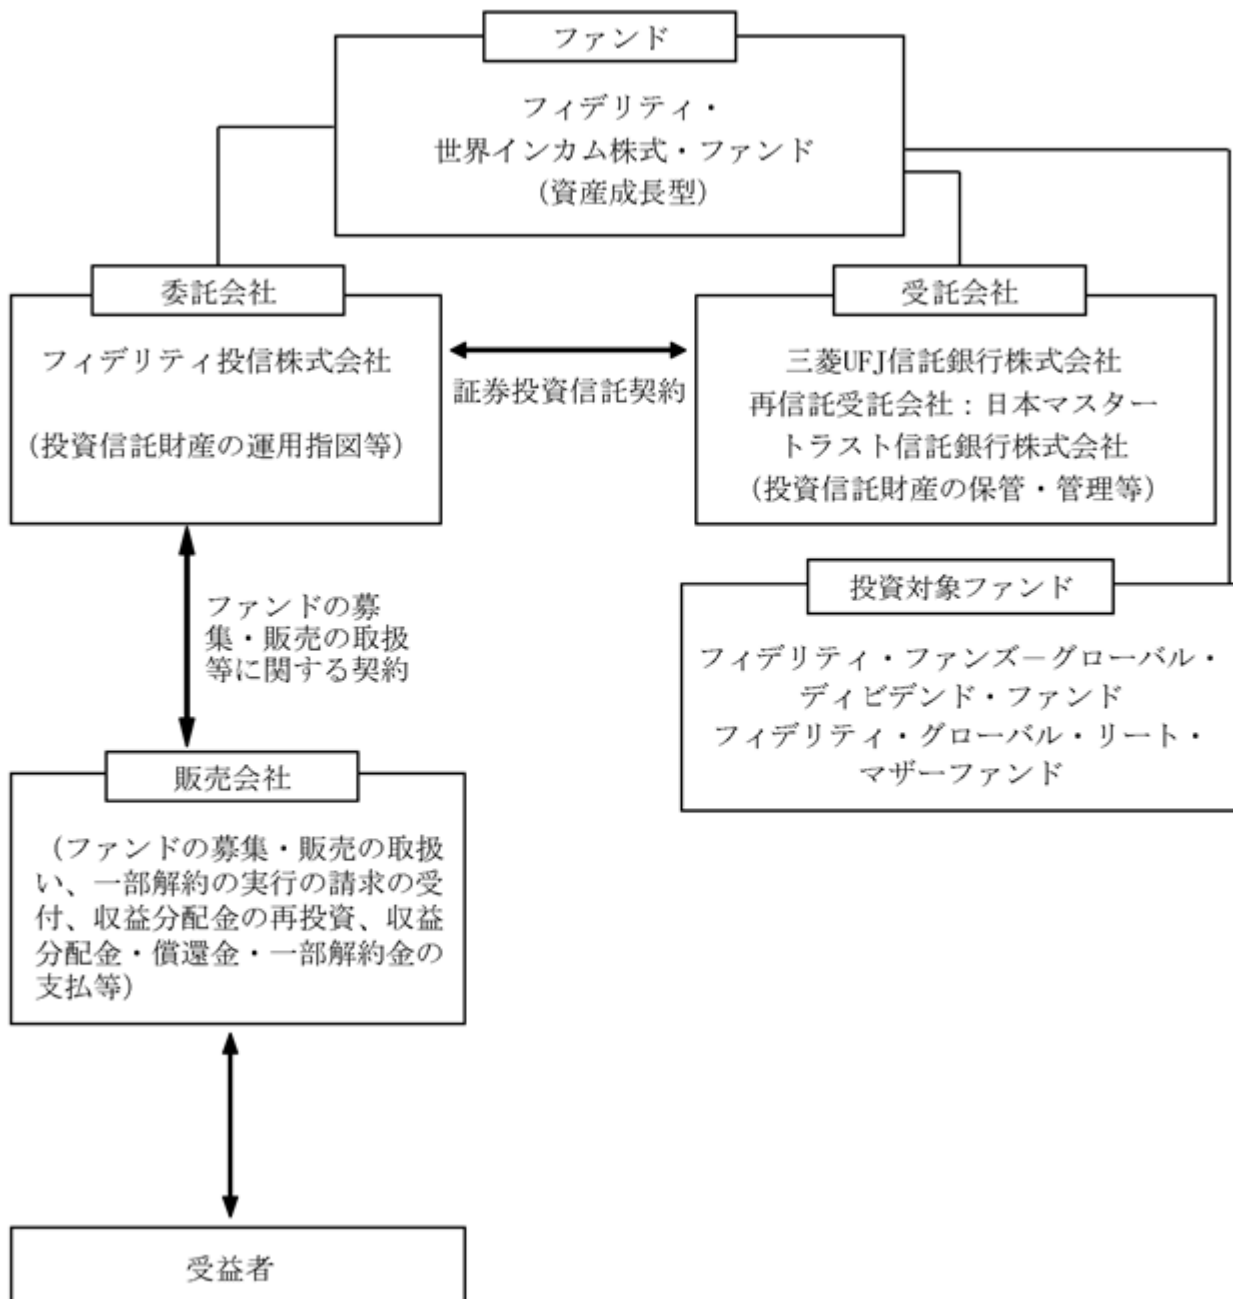 ファンド
フィデリティ・
世界インカム株式・ファンド
(資産成長型)
委託会社
フィデリティ投信株式会社
(投資信託財産の運用指図等)
証券投資信託契約
受託会社
三菱UFJ信託銀行株式会社
再信託受託会社：日本マスター
トラスト信託銀行株式会社
(投資信託財産の保管・管理等)
ファンドの募
集・販売の取扱
等に関する契約
投資対象ファンド
フィデリティ・ファンズ－グローバル・
ディビデンド・ファンド
フィデリティ・グローバル・リート・
マザーファンド
販売会社
(ファンドの募集・販売の取扱
い、一部解約の実行の請求の受
付、収益分配金の再投資、収益
分配金・償還金・一部解約金の
支払等)
受益者